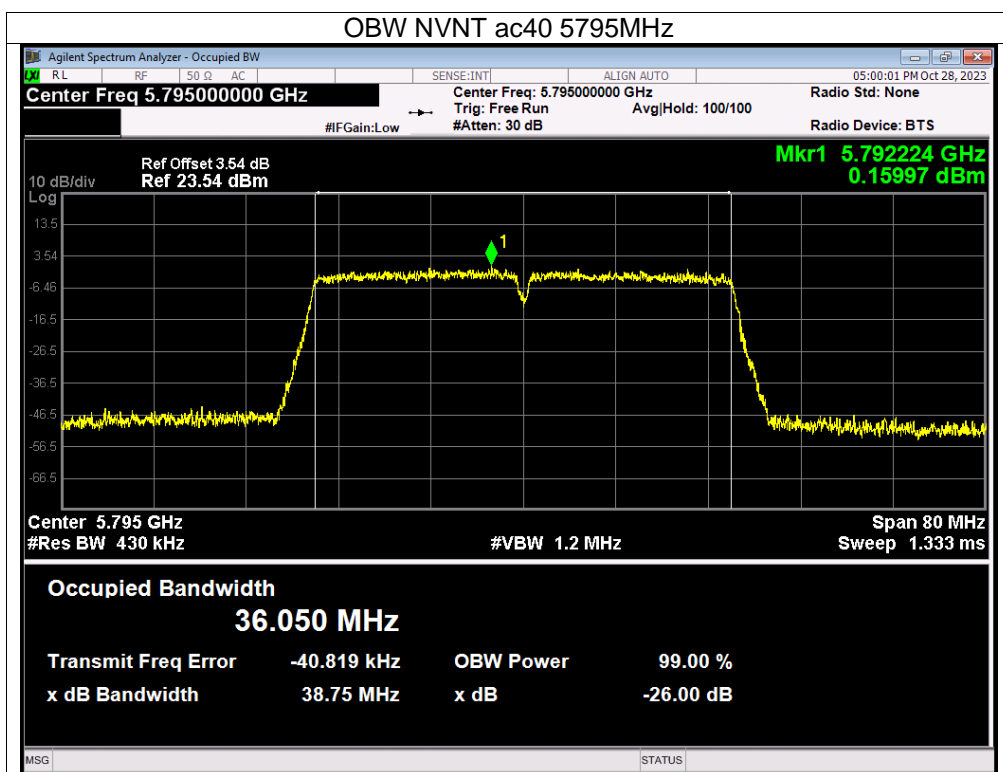 OBW NVNT ac40 5795MHz
Agilent Spectrum Analyzer - Occupied BW
LXI RL RF 50 Ω AC SENSE:INT ALIGN AUTO 05:00:01 PM Oct 28, 2023
Center Freq 5.795000000 GHz Center Freq: 5.795000000 GHz Radio Std: None
Trig: Free Run Avg|Hold: 100/100
#IFGain:Low #Atten: 30 dB Radio Device: BTS
Mkr1 5.792224 GHz
Ref Offset 3.54 dB
0.15997 dBm
10 dB/div Ref 23.54 dBm
Log
13.5
1
3.54
-6.46
-16.5
-26.5
-36.5
-46.5
-56.5
-66.5
Center 5.795 GHz Span 80 MHz
#Res BW 430 kHz #VBW 1.2 MHz Sweep 1.333 ms
Occupied Bandwidth
36.050 MHz
Transmit Freq Error -40.819 kHz OBW Power 99.00 %
x dB Bandwidth 38.75 MHz x dB -26.00 dB
MSG STATUS